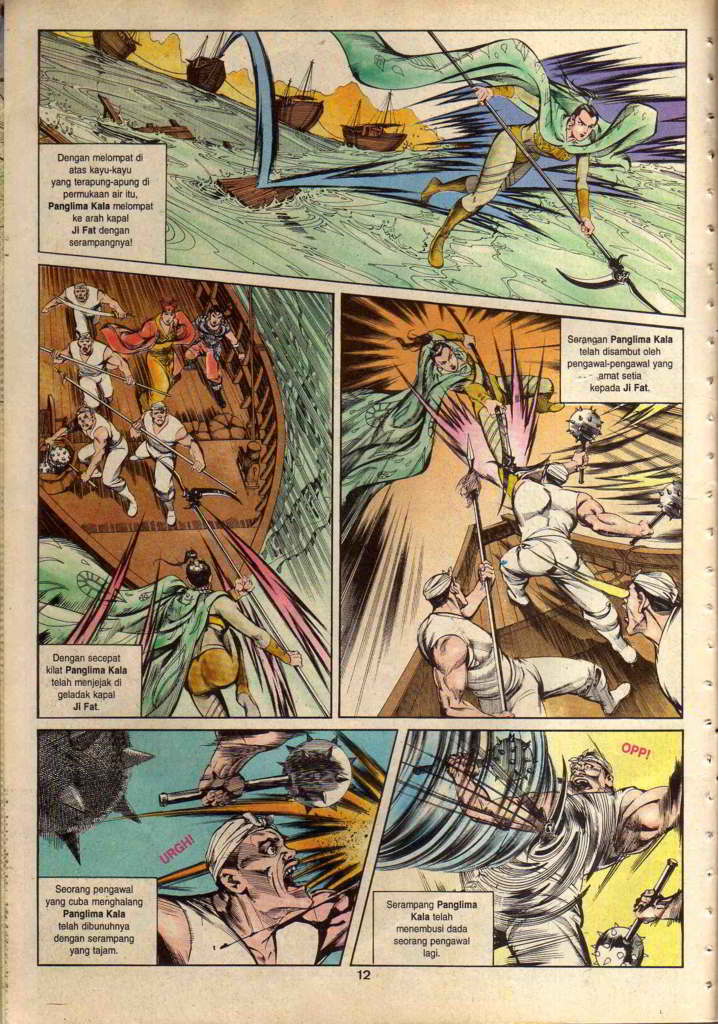 Dengan melompat di
atas kayu-kayu
yang terapung-apung di
permukaan air itu,
Panglima Kala melompat
ke arah kapal
Ji Fat dengan
serampangnya!
Serangan Panglima Kala
telah disambut oleh
pengawal-pengawal yang
amat setia
kepada Ji Fat.
Dengan secepat
kilat Panglima Kala
telah menjejak di
geladak kapal
Ji Fat.
URGH!
Seorang pengawal
yang cuba menghalang
Panglima Kala
telah dibunuhnya
dengan serampang
yang tajam.
OPP!
Serampang Panglima
Kala telah
menembusi dada
seorang pengawal
lagi.
12